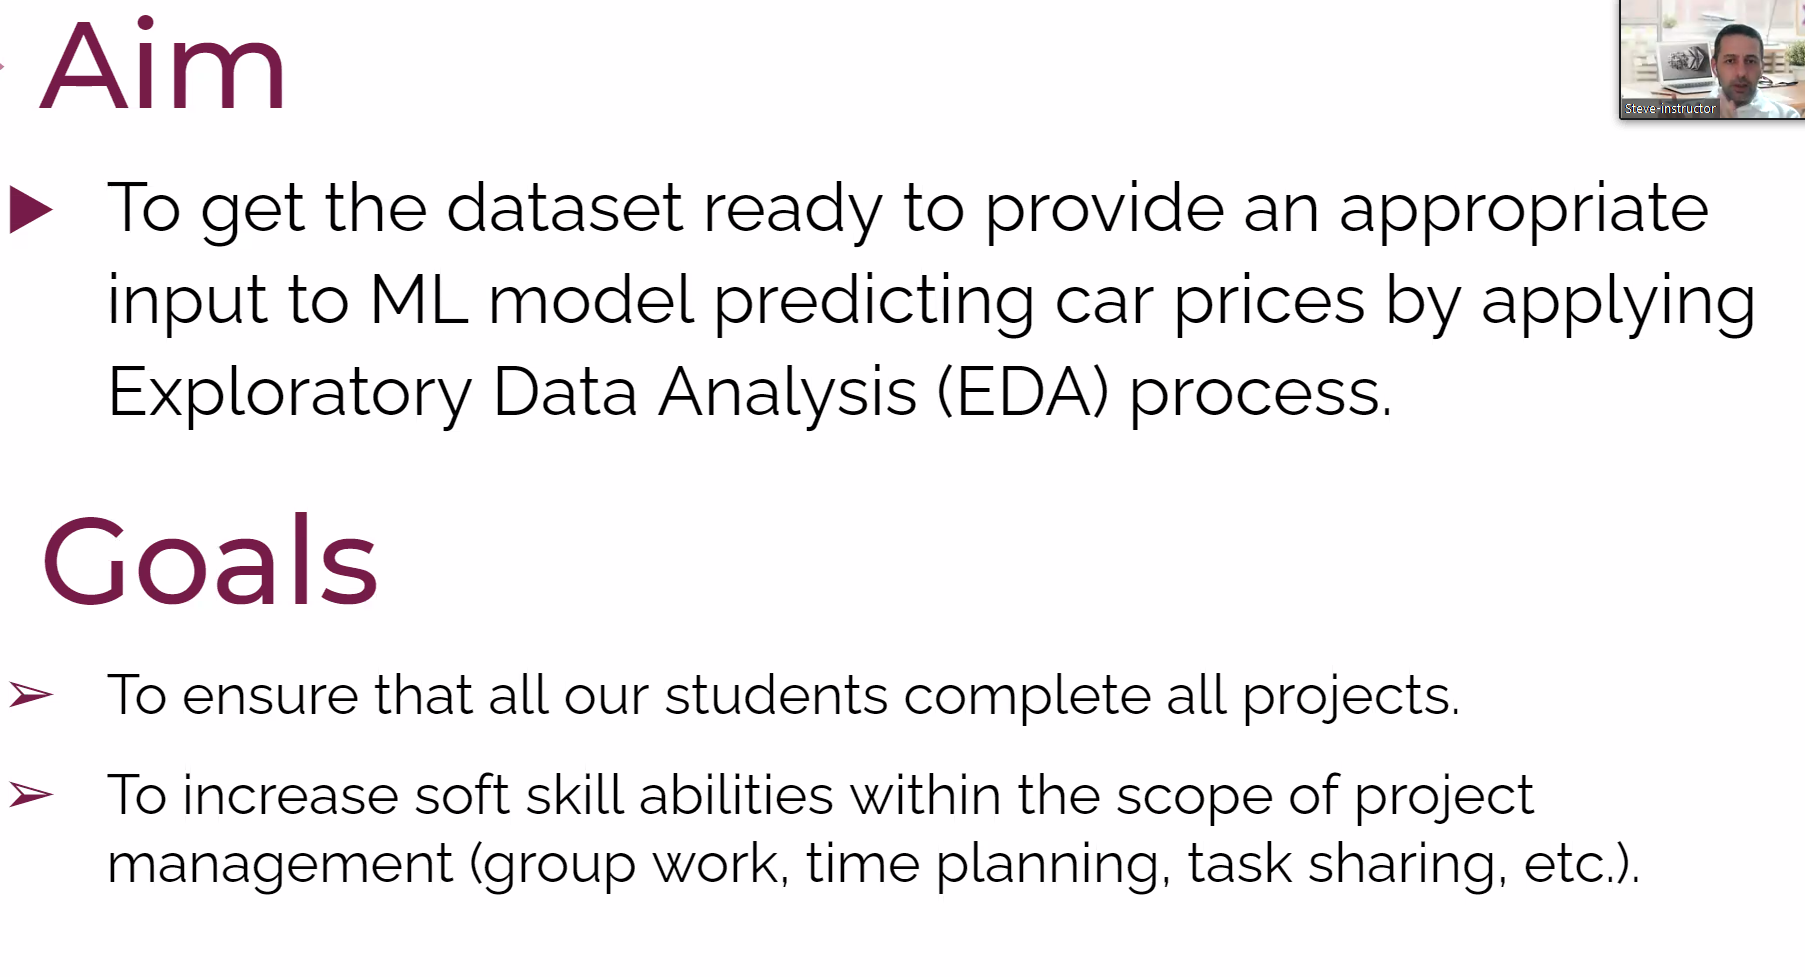 Aim
Steve-instructor
To get the dataset ready to provide an appropriate
input to ML model predicting car prices by applying
Exploratory Data Analysis (EDA) process.
Goals
To ensure that all our students complete all projects.
To increase soft skill abilities within the scope of project
management (group work, time planning, task sharing, etc.).